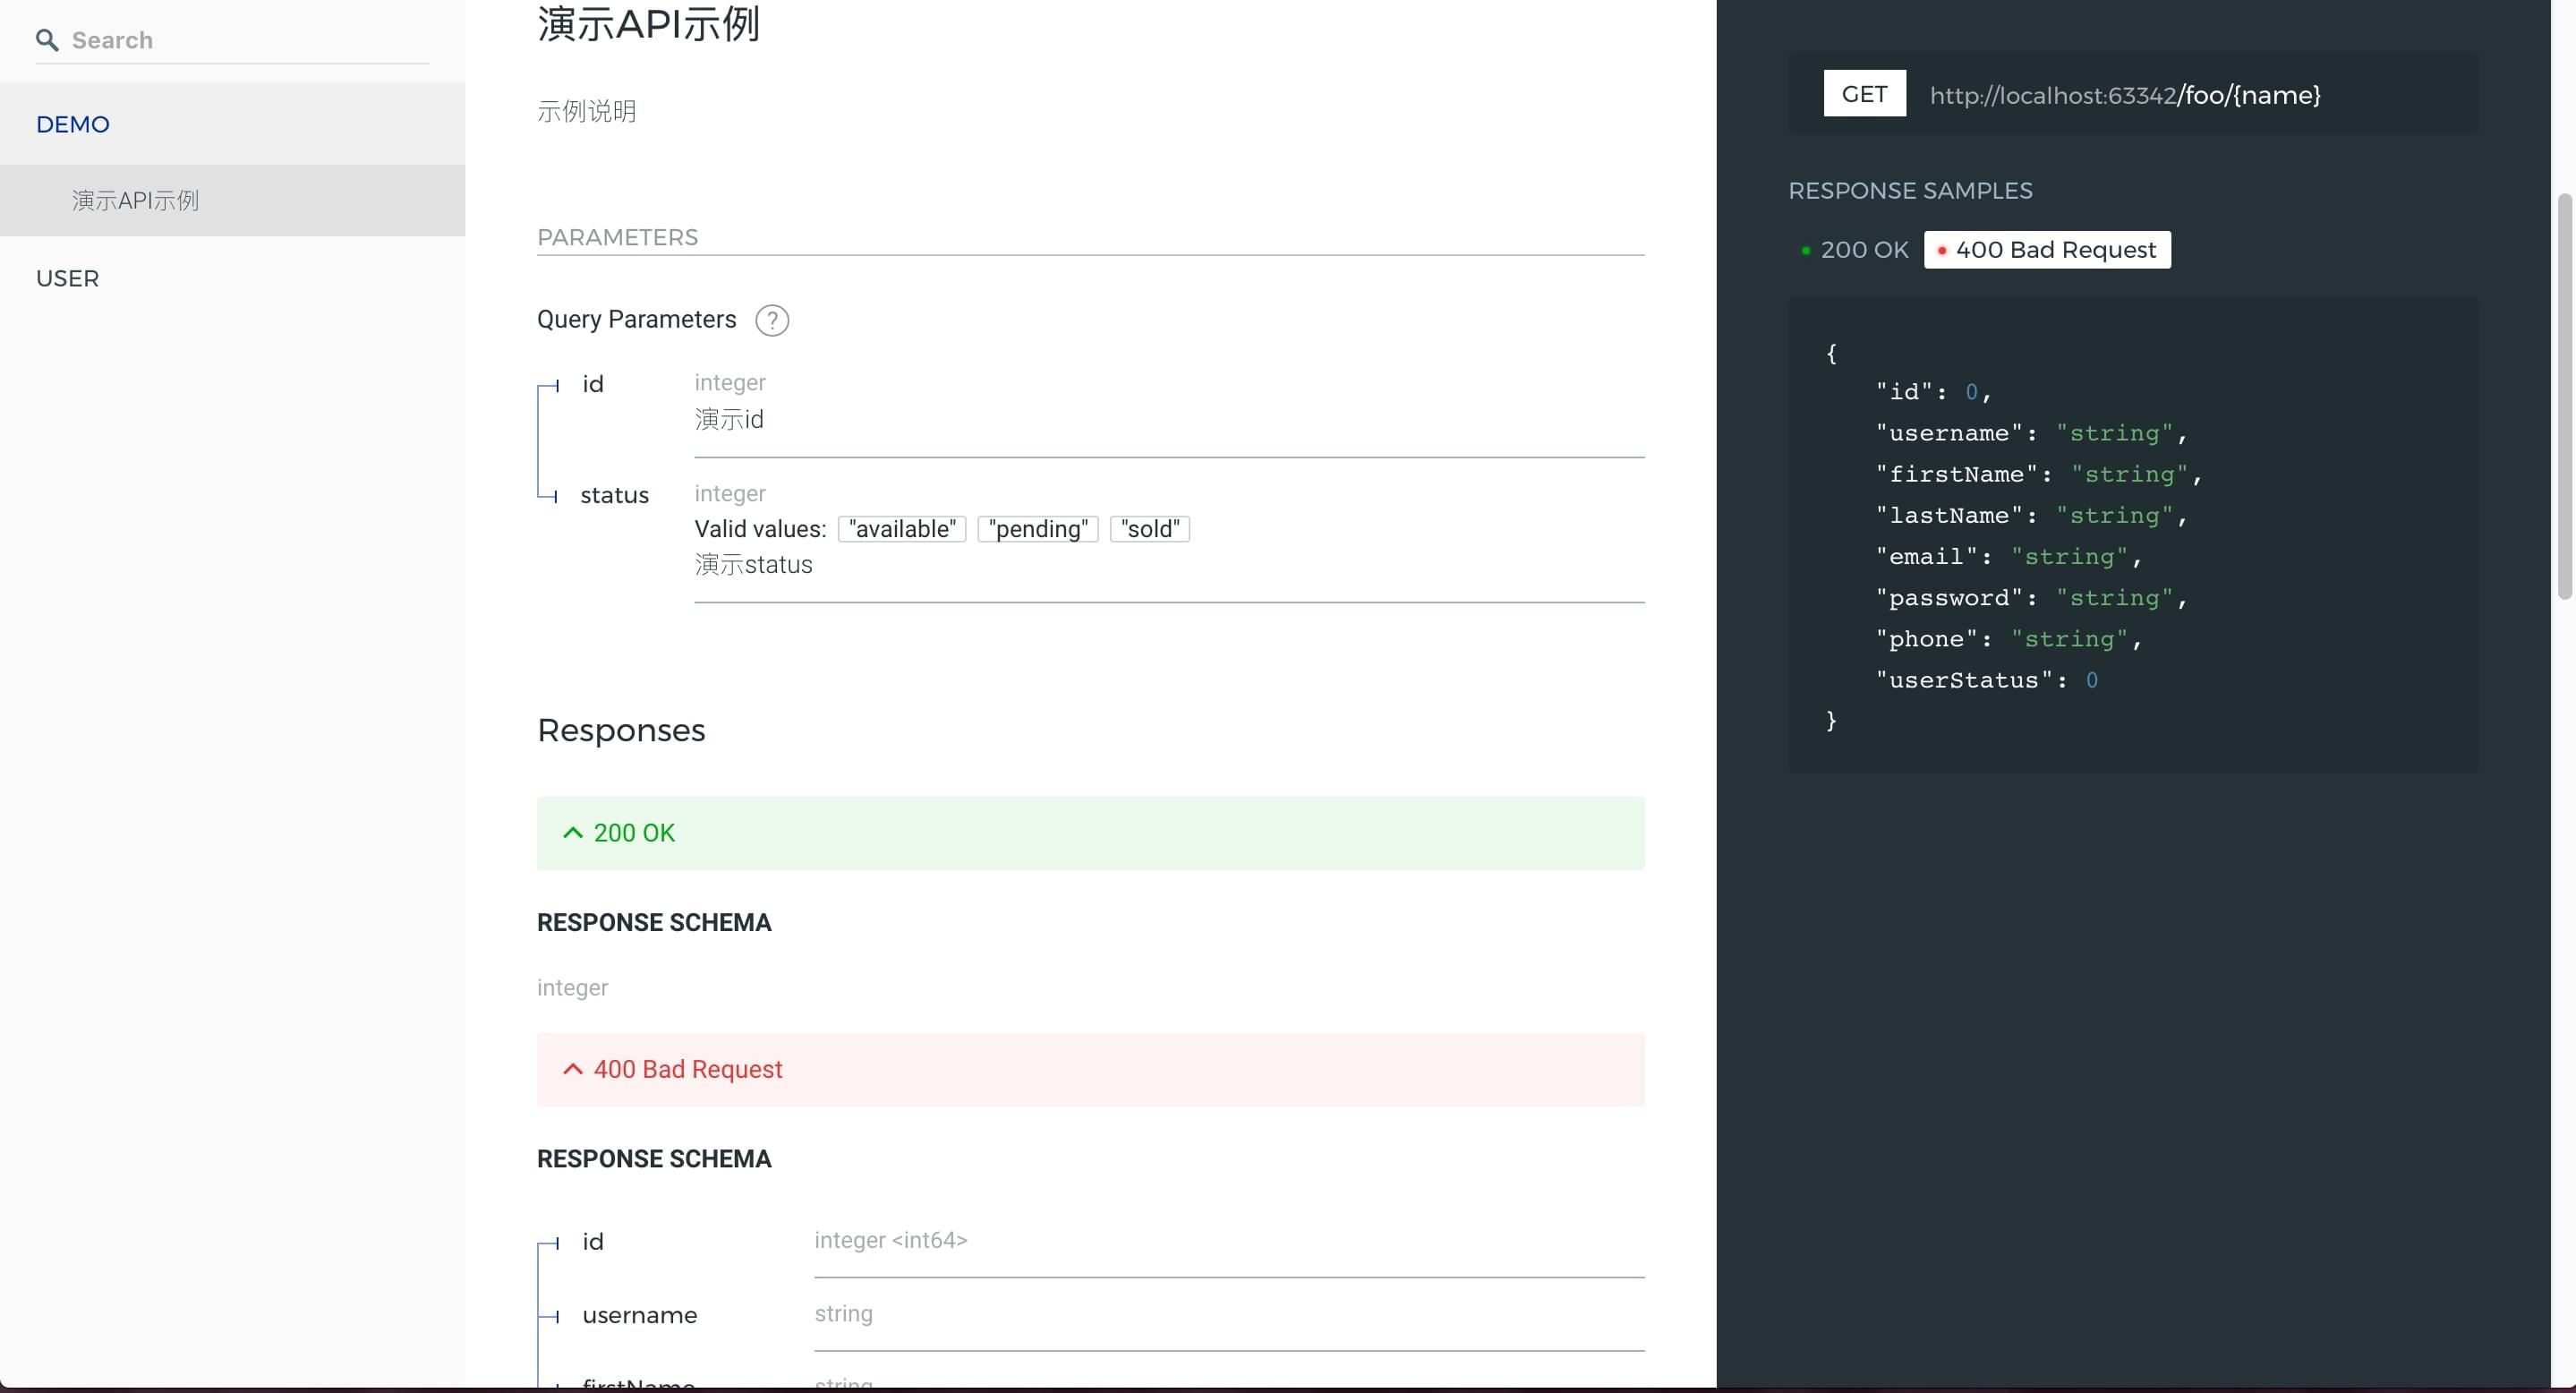 Search
DEMO
演示API示例
USER
演示API示例
示例说明
PARAMETERS
Query Parameters ?
id integer
演示id
status integer
Valid values: "available" "pending" "sold"
演示status
Responses
200 OK
RESPONSE SCHEMA
integer
400 Bad Request
RESPONSE SCHEMA
id integer <int64>
username string
firstName string
GET http://localhost:63342/foo/{name}
RESPONSE SAMPLES
200 OK 400 Bad Request
{
"id": 0,
"username": "string",
"firstName": "string",
"lastName": "string",
"email": "string",
"password": "string",
"phone": "string",
"userStatus": 0
}